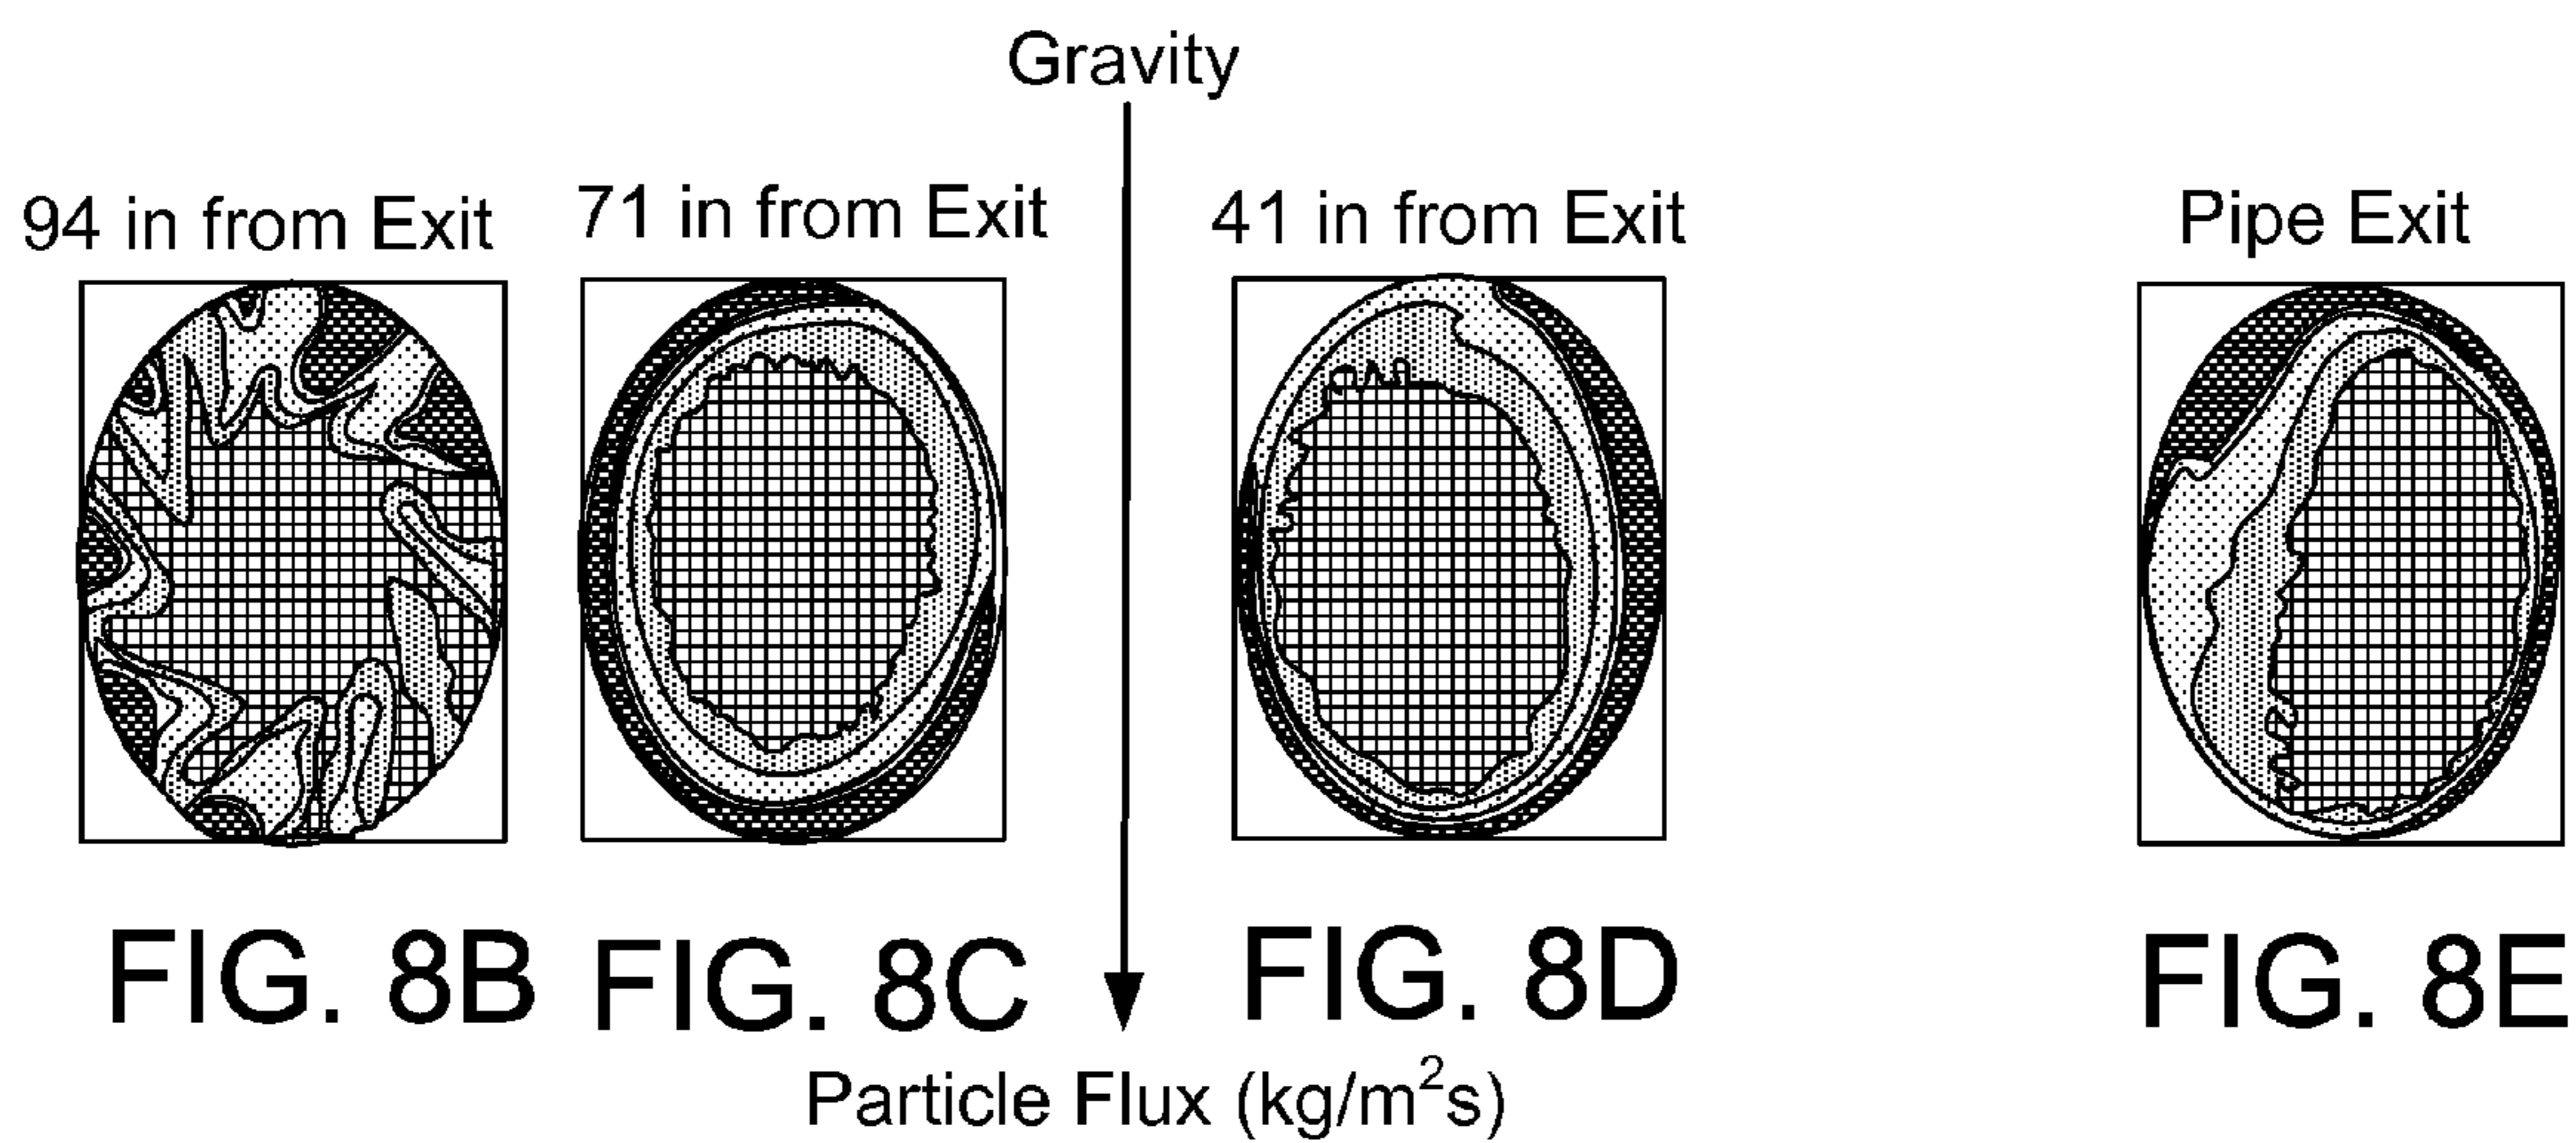 Gravity
94 in from Exit
71 in from Exit
41 in from Exit
Pipe Exit
FIG. 8B
FIG. 8C
FIG. 8D
FIG. 8E
Particle Flux (kg/m²s)